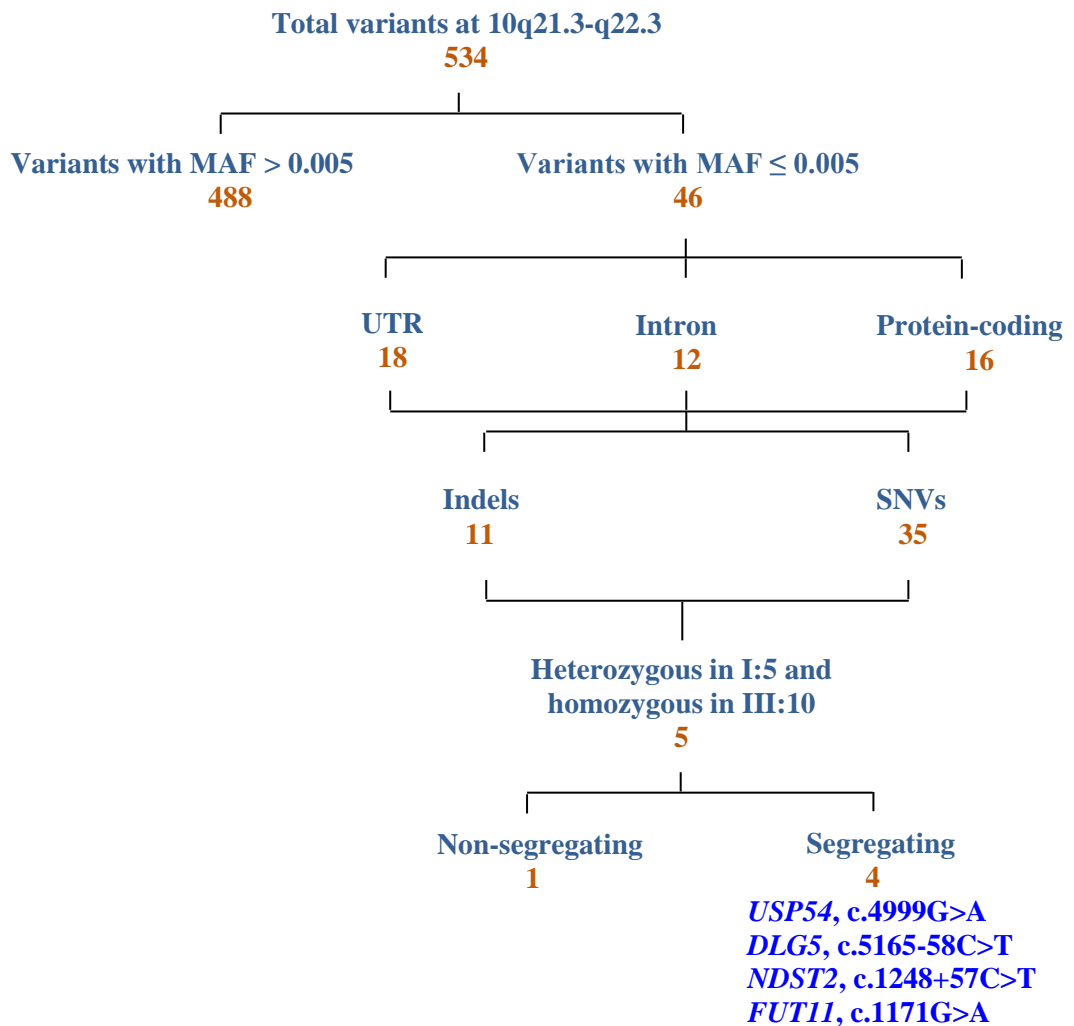 Total variants at 10q21.3-q22.3
534
Variants with MAF > 0.005
488
Variants with MAF ≤ 0.005
46
UTR
18
Intron
12
Protein-coding
16
Indels
11
SNVs
35
Heterozygous in I:5 and
homozygous in III:10
5
Non-segregating
1
Segregating
4
USP54, c.4999G>A
DLG5, c.5165-58C>T
NDST2, c.1248+57C>T
FUT11, c.1171G>A